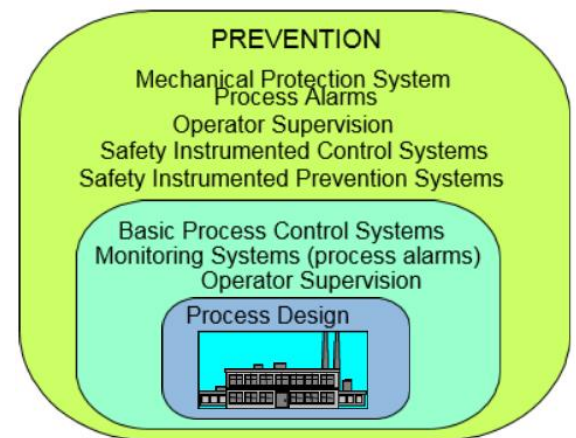 PREVENTION
Mechanical Protection System
Process Alarms
Operator Supervision
Safety Instrumented Control Systems
Safety Instrumented Prevention Systems
Basic Process Control Systems
Monitoring Systems (process alarms)
Operator Supervision
Process Design